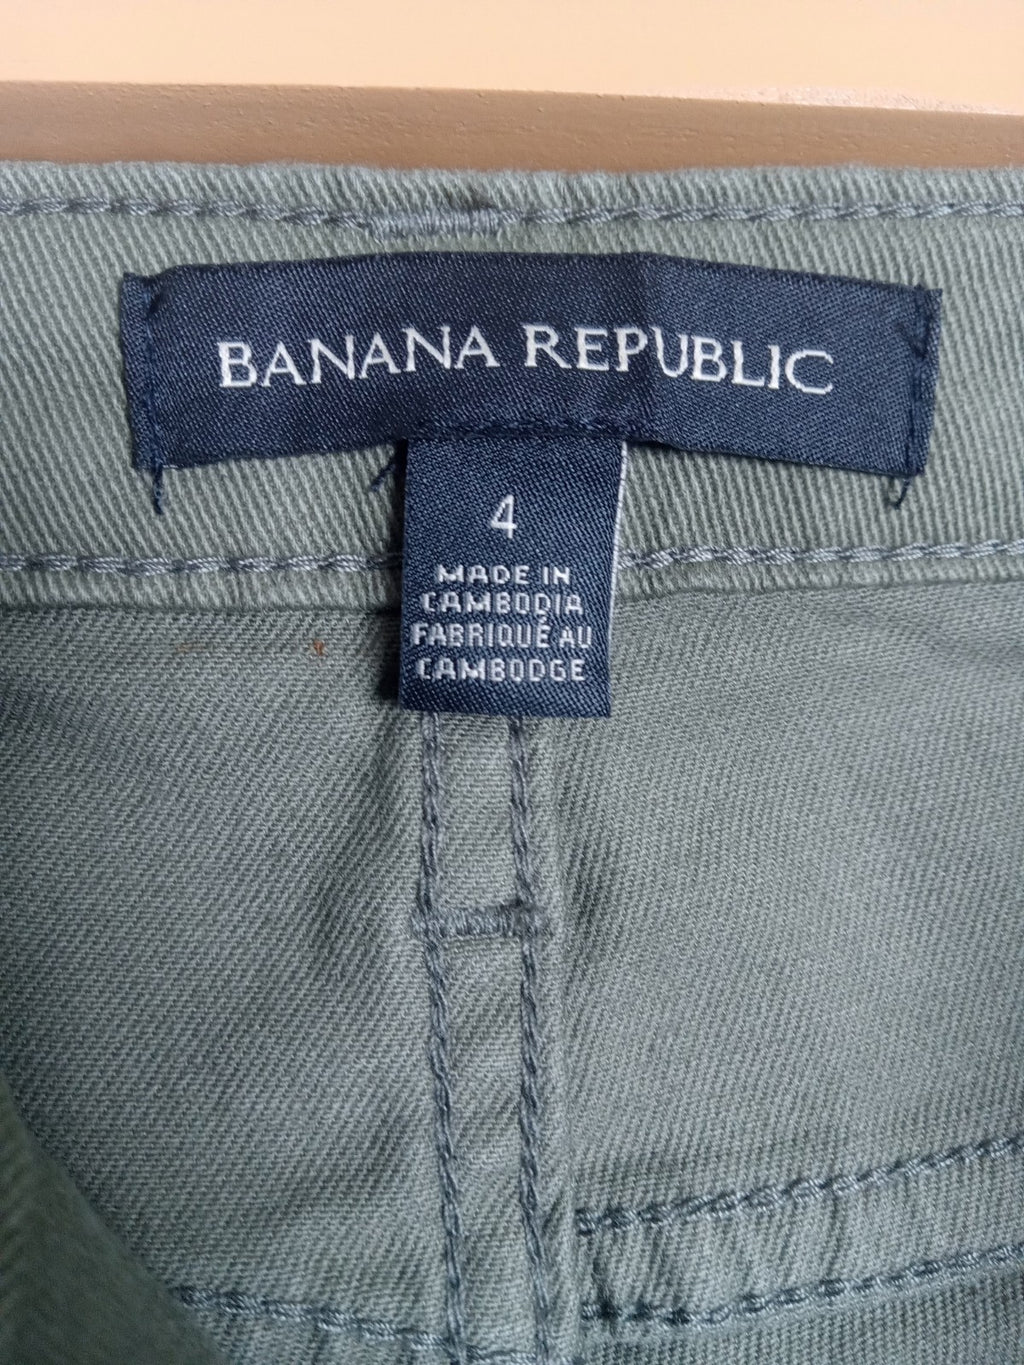 BANANA REPUBLIC
4
MADE IN
CAMBODIA
FABRIQUÉ AU
CAMBODGE